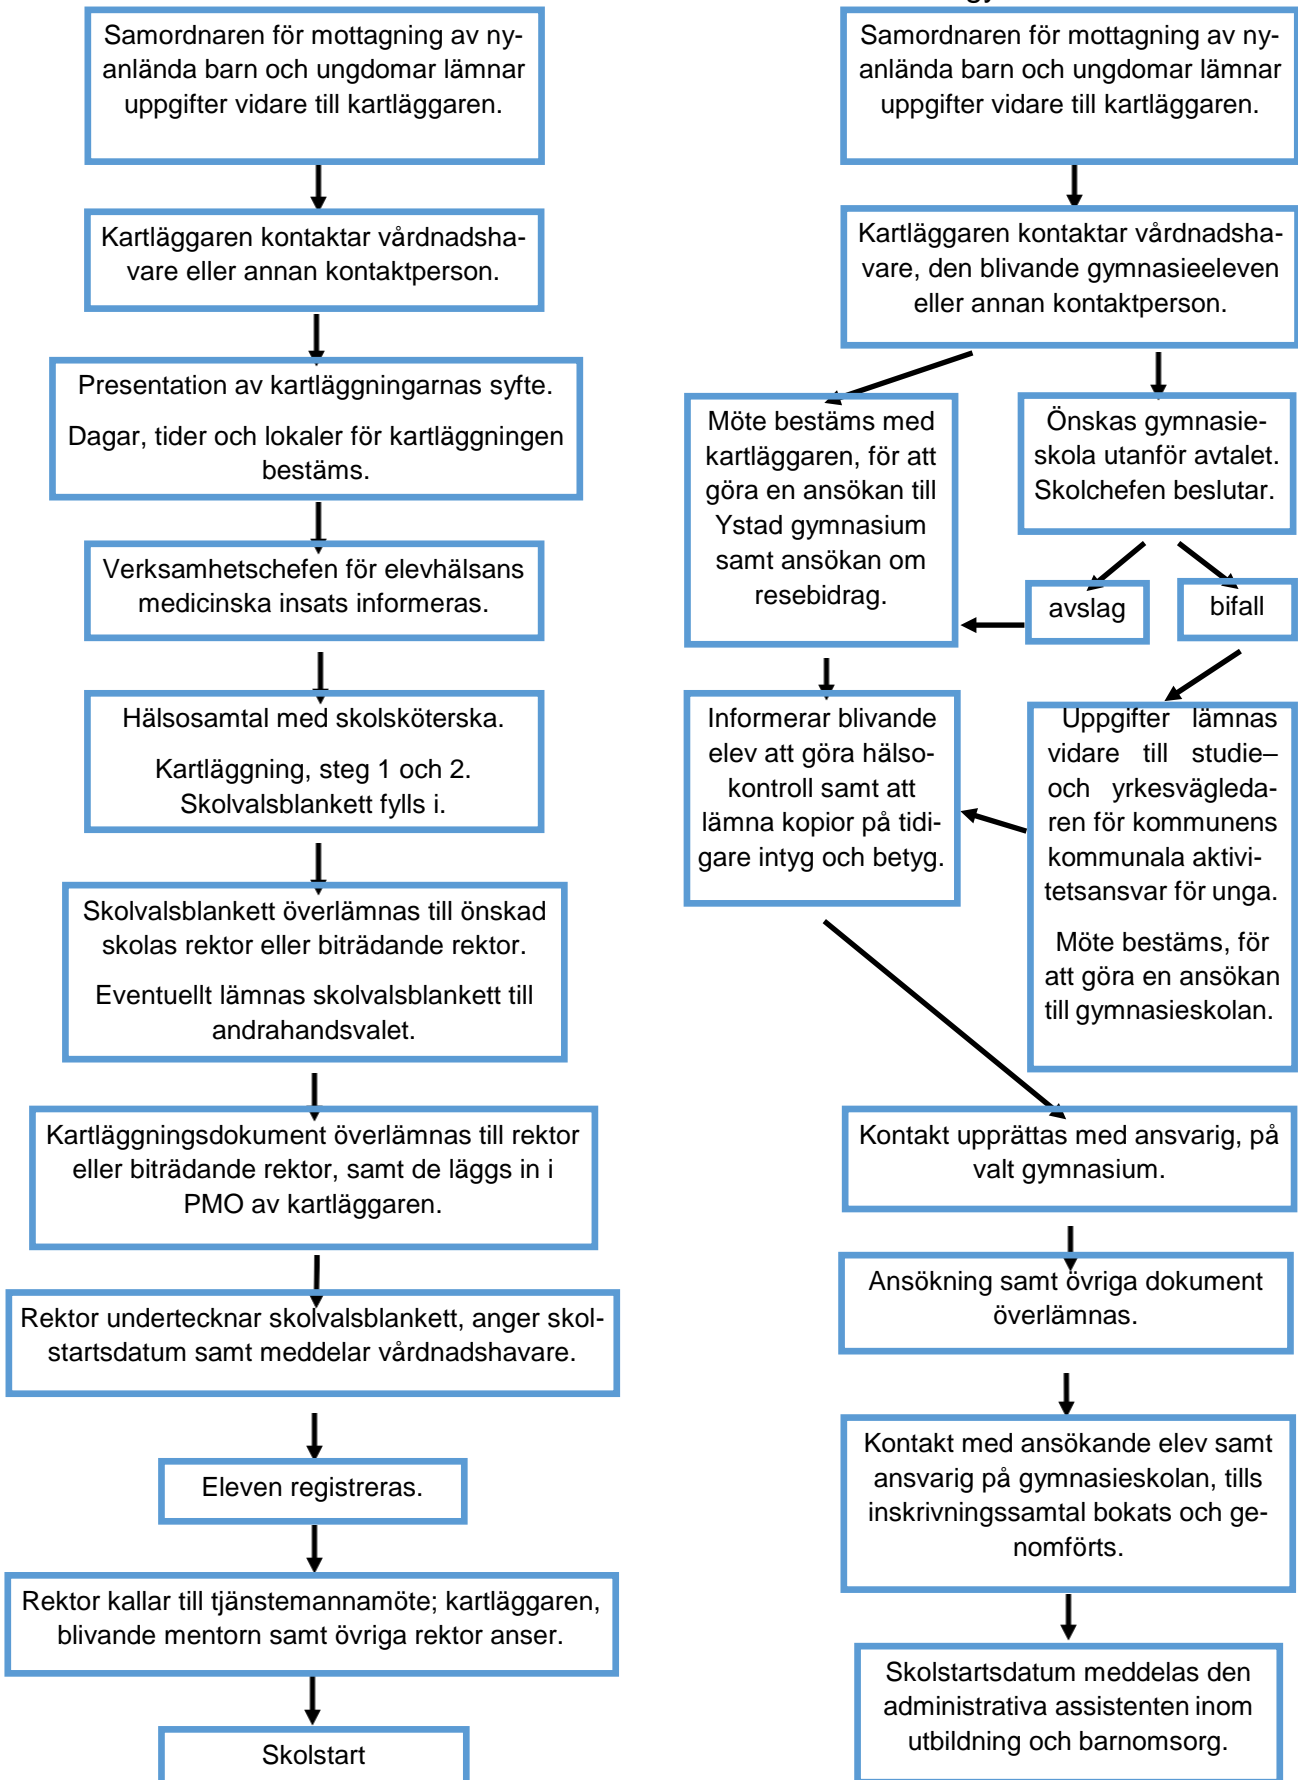 Samordnaren för mottagning av ny-
anlända barn och ungdomar lämnar
uppgifter vidare till kartläggaren.
Kartläggaren kontaktar vårdnadsha-
vare eller annan kontaktperson.
Presentation av kartläggningarnas syfte.
Dagar, tider och lokaler för kartläggningen
bestäms.
Verksamhetschefen för elevhälsans
medicinska insats informeras.
Hälsosamtal med skolsköterska.
Kartläggning, steg 1 och 2.
Skolvalsblankett fylls i.
Skolvalsblankett överlämnas till önskad
skolas rektor eller biträdande rektor.
Eventuellt lämnas skolvalsblankett till
andrahandsvalet.
Kartläggningsdokument överlämnas till rektor
eller biträdande rektor, samt de läggs in i
PMO av kartläggaren.
Rektor undertecknar skolvalsblankett, anger skol-
startsdatum samt meddelar vårdnadshavare.
Eleven registreras.
Rektor kallar till tjänstemannamöte; kartläggaren,
blivande mentorn samt övriga rektor anser.
Skolstart
Samordnaren för mottagning av ny-
anlända barn och ungdomar lämnar
uppgifter vidare till kartläggaren.
Kartläggaren kontaktar vårdnadsha-
vare, den blivande gymnasieeleven
eller annan kontaktperson.
Möte bestäms med
kartläggaren, för att
göra en ansökan till
Ystad gymnasium
samt ansökan om
resebidrag.
Önskas gymnasie-
skola utanför avtalet.
Skolchefen beslutar.
avslag
bifall
Informerar blivande
elev att göra hälso-
kontroll samt att
lämna kopior på tidi-
gare intyg och betyg.
Uppgifter lämnas
vidare till studie–
och yrkesvägleda-
ren för kommunens
kommunala aktivi-
tetsansvar för unga.
Möte bestäms, för
att göra en ansökan
till gymnasieskolan.
Kontakt upprättas med ansvarig, på
valt gymnasium.
Ansökning samt övriga dokument
överlämnas.
Kontakt med ansökande elev samt
ansvarig på gymnasieskolan, tills
inskrivningssamtal bokats och ge-
nomförts.
Skolstartsdatum meddelas den
administrativa assistenten inom
utbildning och barnomsorg.